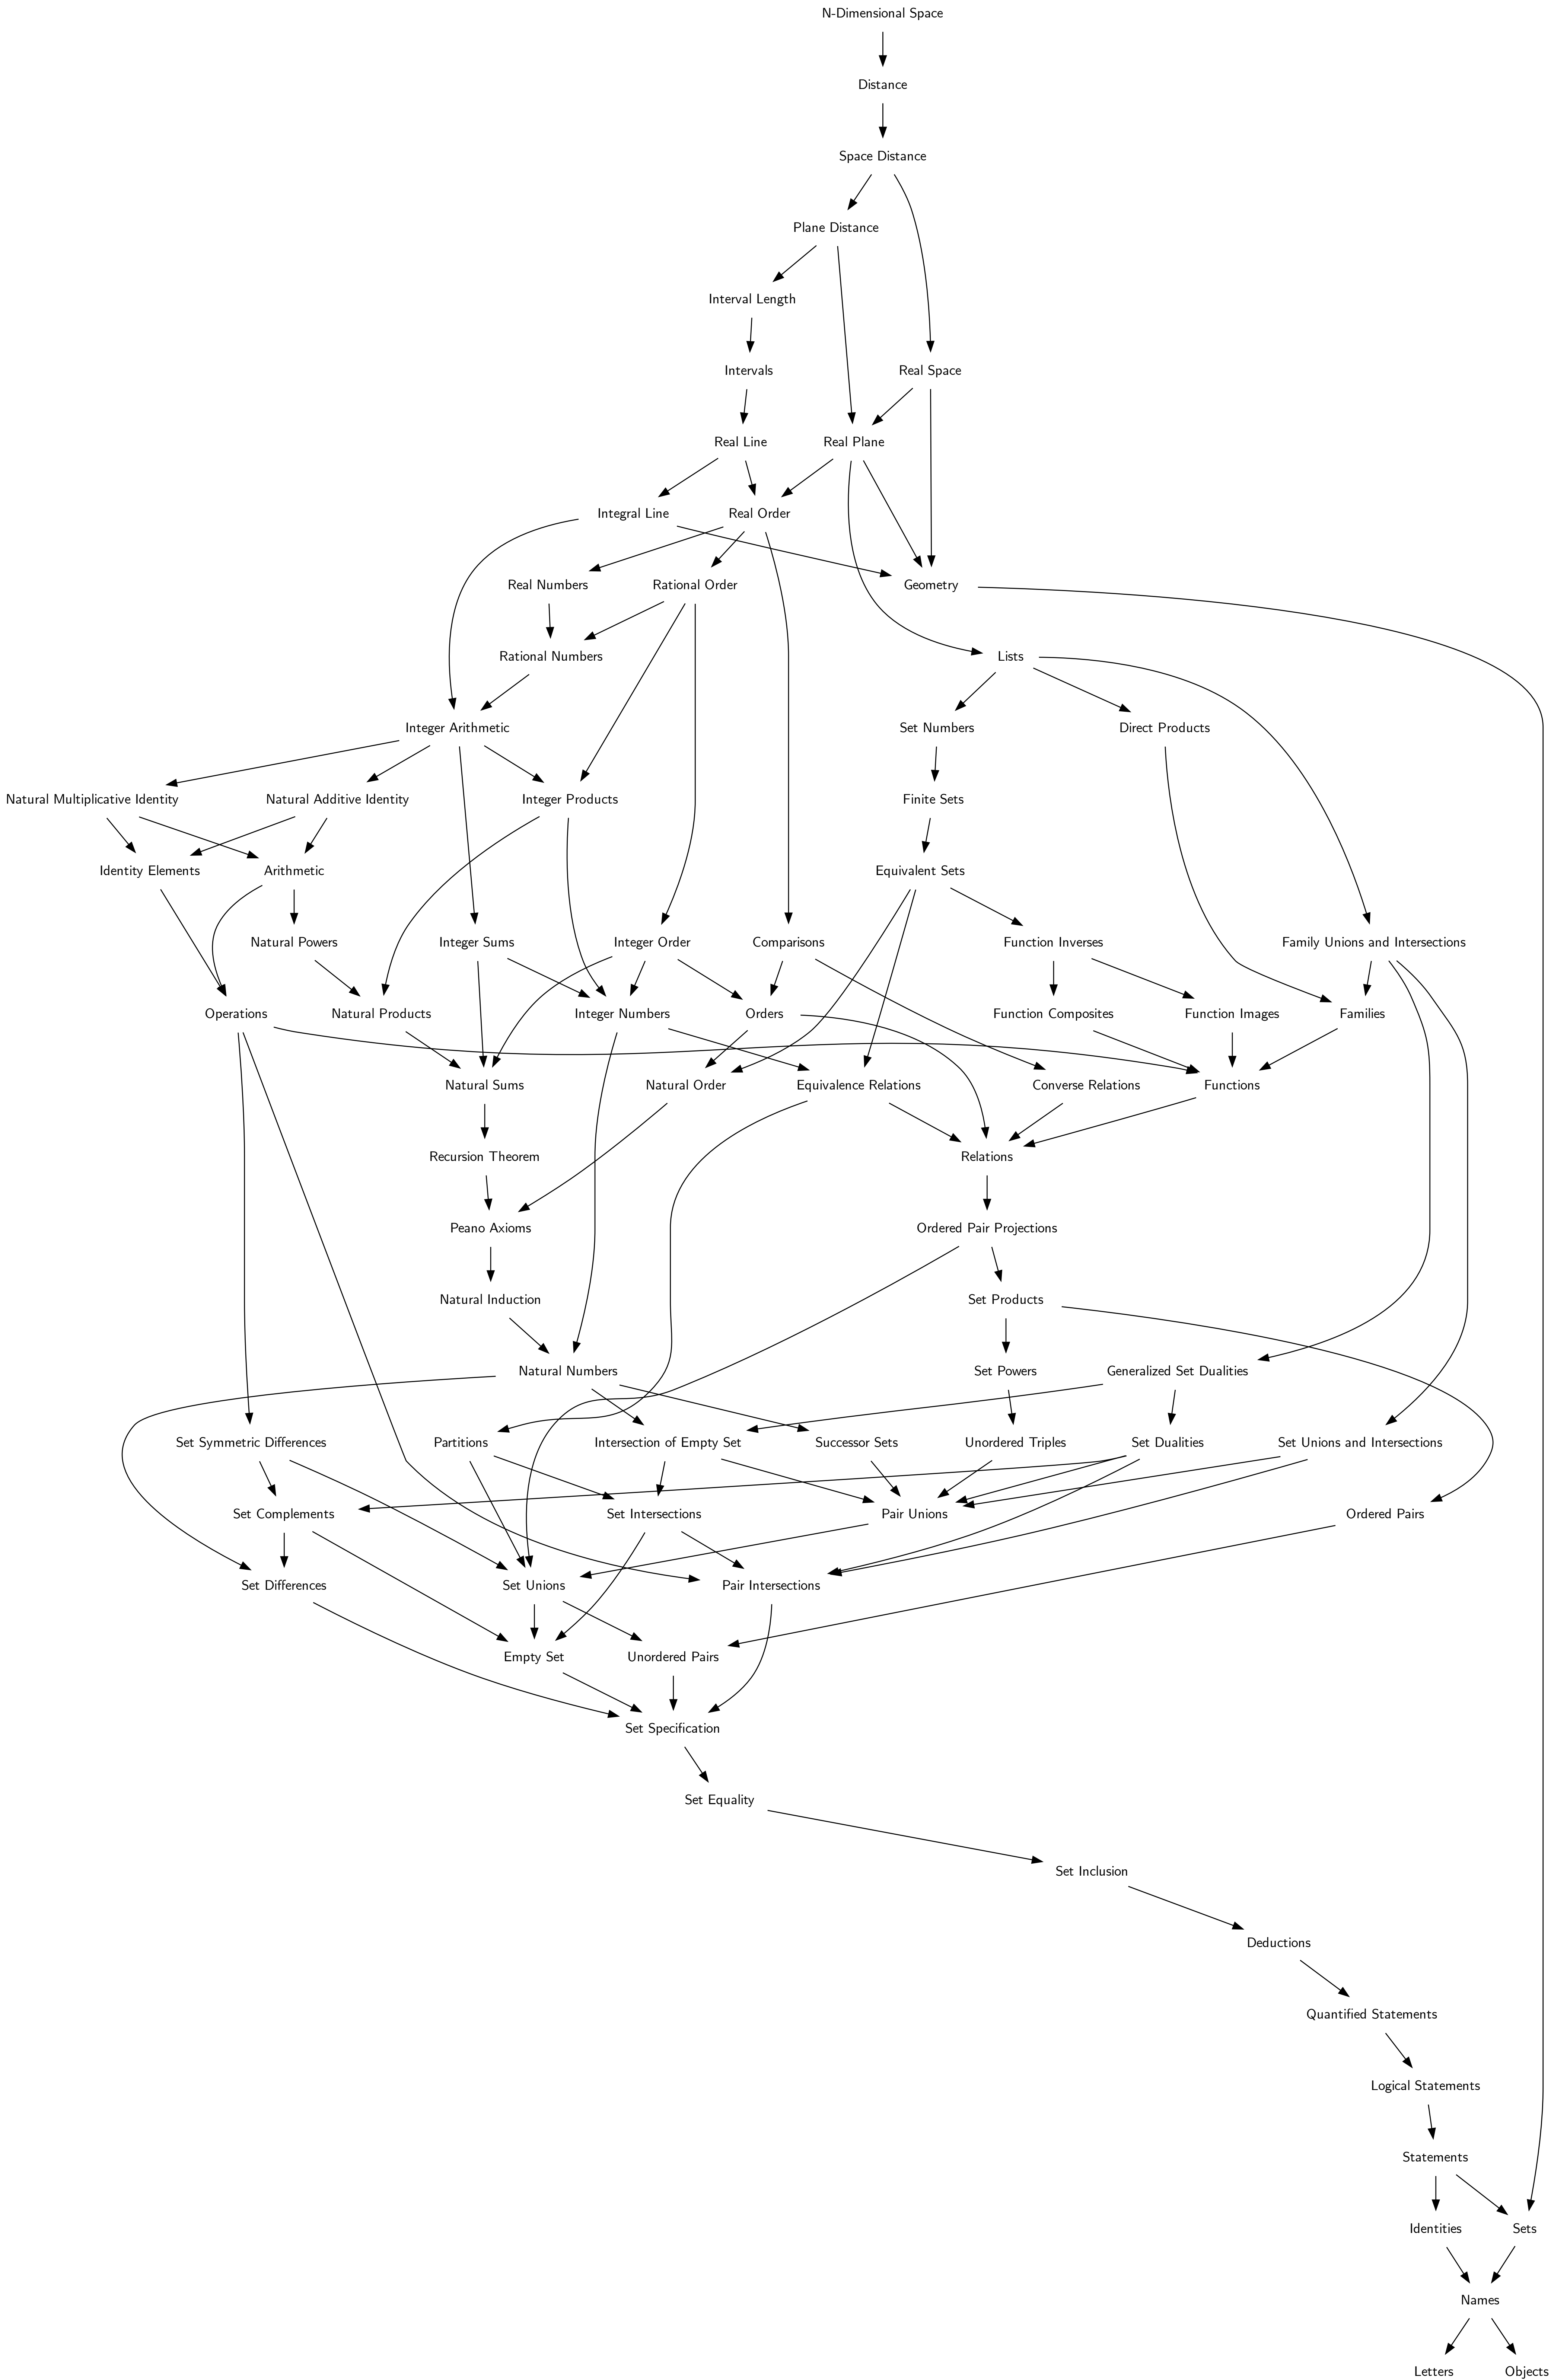 N-Dimensional Space
Distance
Space Distance
Plane Distance
Interval Length
Intervals
Real Space
Real Line
Real Plane
Integral Line
Real Order
Real Numbers
Rational Order
Geometry
Rational Numbers
Lists
Integer Arithmetic
Set Numbers
Direct Products
Natural Multiplicative Identity
Natural Additive Identity
Integer Products
Finite Sets
Identity Elements
Arithmetic
Equivalent Sets
Natural Powers
Integer Sums
Integer Order
Comparisons
Function Inverses
Family Unions and Intersections
Operations
Natural Products
Integer Numbers
Orders
Function Composites
Function Images
Families
Natural Sums
Natural Order
Equivalence Relations
Converse Relations
Functions
Recursion Theorem
Relations
Peano Axioms
Ordered Pair Projections
Natural Induction
Set Products
Natural Numbers
Set Powers
Generalized Set Dualities
Set Symmetric Differences
Partitions
Intersection of Empty Set
Successor Sets
Unordered Triples
Set Dualities
Set Unions and Intersections
Set Complements
Set Intersections
Pair Unions
Ordered Pairs
Set Differences
Set Unions
Pair Intersections
Empty Set
Unordered Pairs
Set Specification
Set Equality
Set Inclusion
Deductions
Quantified Statements
Logical Statements
Statements
Identities
Sets
Names
Letters
Objects